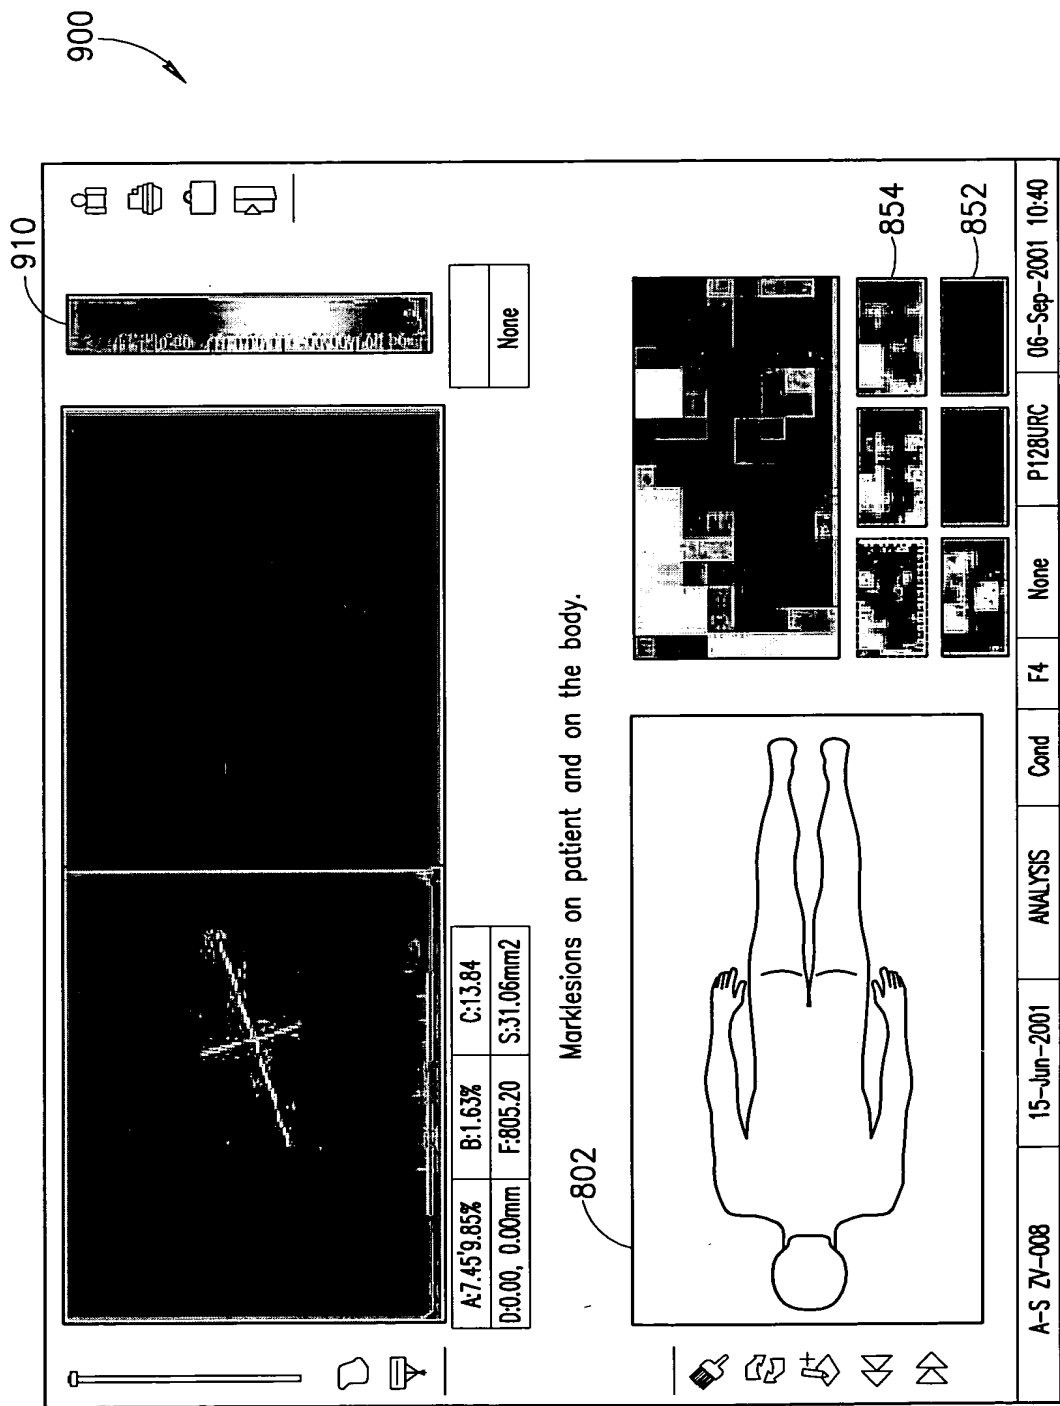 900
910
None
A:7.45'9.85% B:1.63% C:13.84
D:0.00, 0.00mm F:805.20 S:31.06mm2
Marklesions on patient and on the body.
802
854
852
A-S ZV-008 15-Jun-2001 ANALYSIS Cond F4 None P128URC 06-Sep-2001 10:40